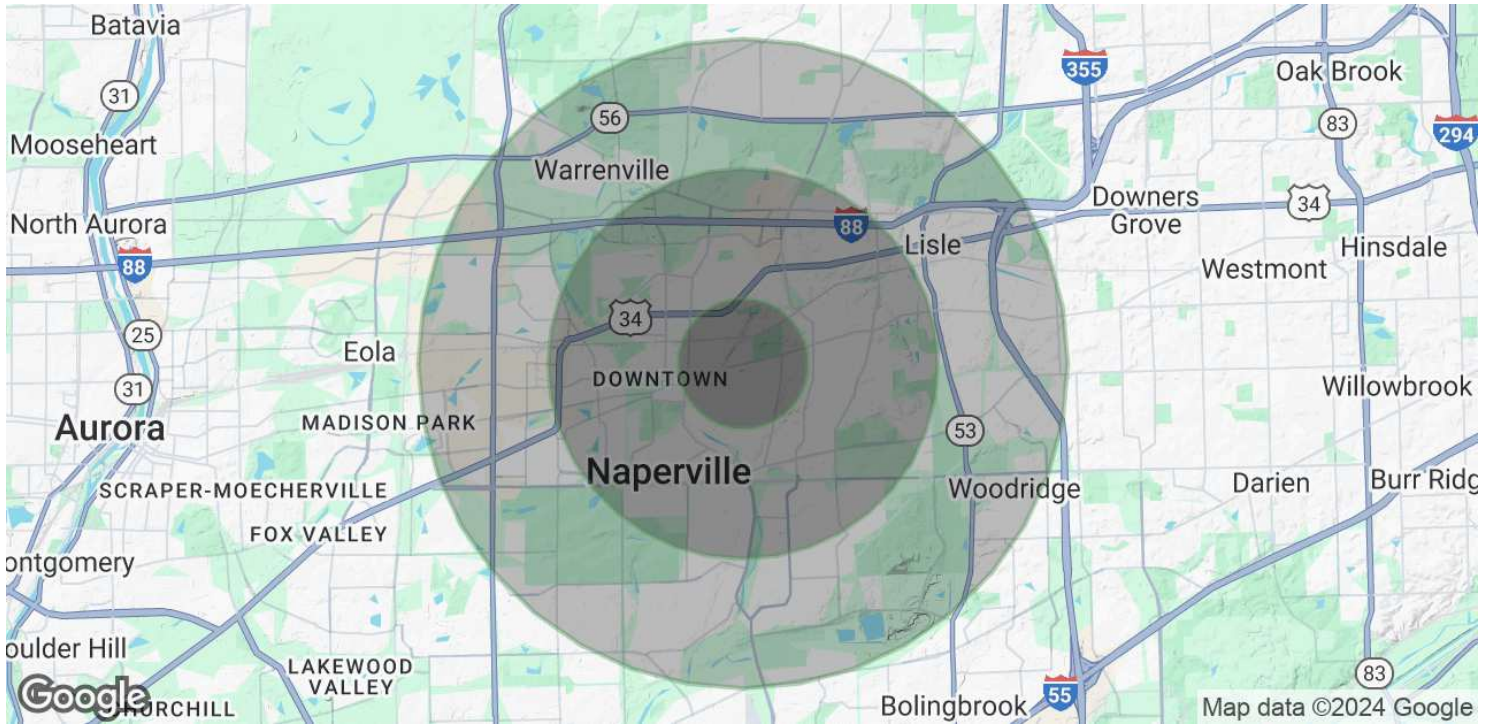 Batavia
31
355
Oak Brook
56
83
294
Mooseheart
Warrenville
Downers
Grove
34
North Aurora
88
88
Lisle
Hinsdale
Westmont
25
34
Eola
DOWNTOWN
31
Willowbrook
Aurora
MADISON PARK
53
Naperville
SCRAPER-MOECHERVILLE
Woodridge
Darien
Burr Ridg
FOX VALLEY
ontgomery
oulder Hill
LAKEWOOD
VALLEY
83
Google
HURCHILL
Bolingbrook
55
Map data ©2024 Google